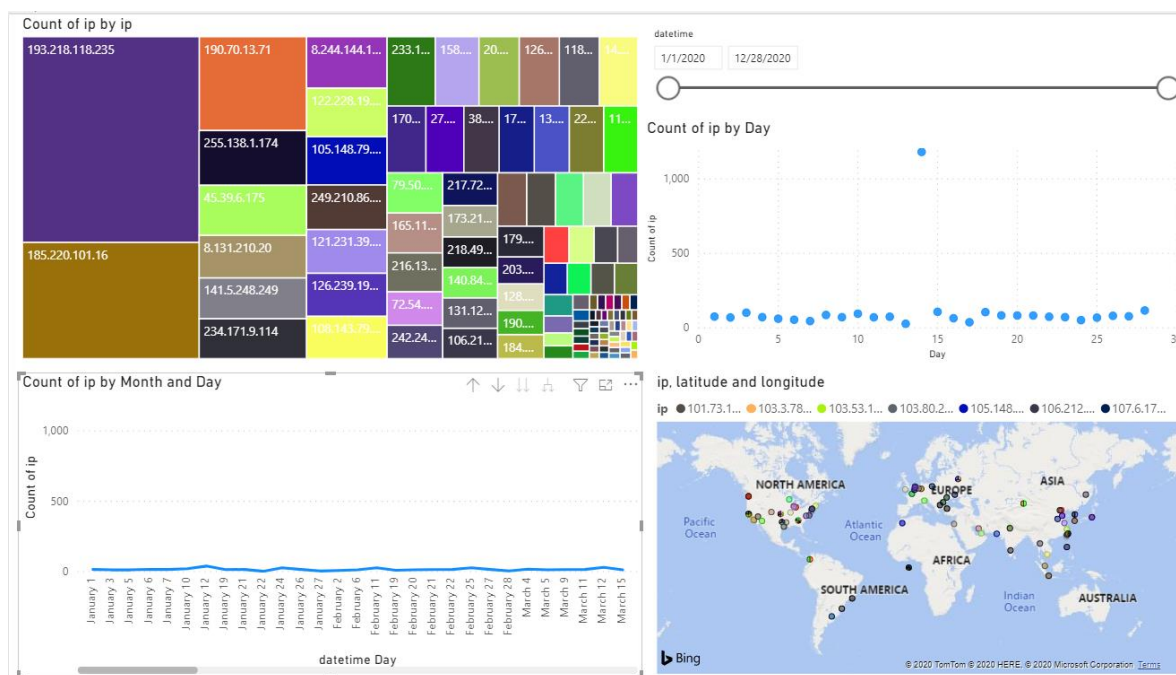 Count of ip by ip
193.218.118.235
185.220.101.16
190.70.13.71
255.138.1.174
45.39.6.175
8.131.210.20
141.5.248.249
234.171.9.114
8.244.144.1...
122.228.19....
105.148.79....
249.210.86....
121.231.39....
126.239.19...
108.143.79...
233.1...
158....
20....
126...
118...
14....
170...
27....
38....
17...
13....
22...
11...
79.50....
165.11...
216.13...
72.54....
242.24...
217.72...
173.21...
218.49...
140.84...
131.12...
106.21...
179....
203....
128....
190....
184....
datetime
1/1/2020
12/28/2020
Count of ip by Day
Count of ip
1,000
500
0
0
5
10
15
20
25
Day
Count of ip by Month and Day
Count of ip
1,000
500
0
January 1
January 3
January 5
January 6
January 7
January 10
January 12
January 19
January 21
January 22
January 24
January 26
January 27
February 2
February 6
February 11
February 19
February 20
February 21
February 25
February 26
February 28
March 4
March 5
March 9
March 11
March 12
March 15
datetime Day
ip, latitude and longitude
ip
101.73.1...
103.3.78...
103.53.1...
103.80.2...
105.148....
106.212....
107.6.17...
NORTH AMERICA
EUROPE
ASIA
Pacific
Ocean
Atlantic
Ocean
AFRICA
SOUTH AMERICA
Indian
Ocean
AUSTRALIA
Bing
© 2020 TomTom © 2020 HERE, © 2020 Microsoft Corporation Terms